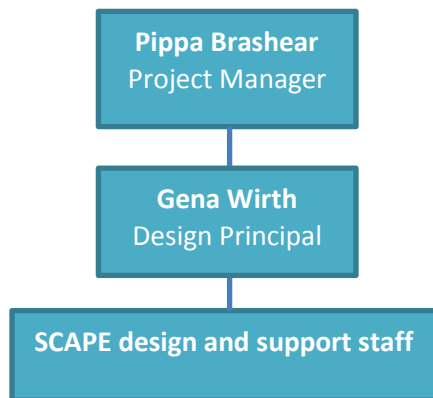 Pippa Brashear
Project Manager
Gena Wirth
Design Principal
SCAPE design and support staff